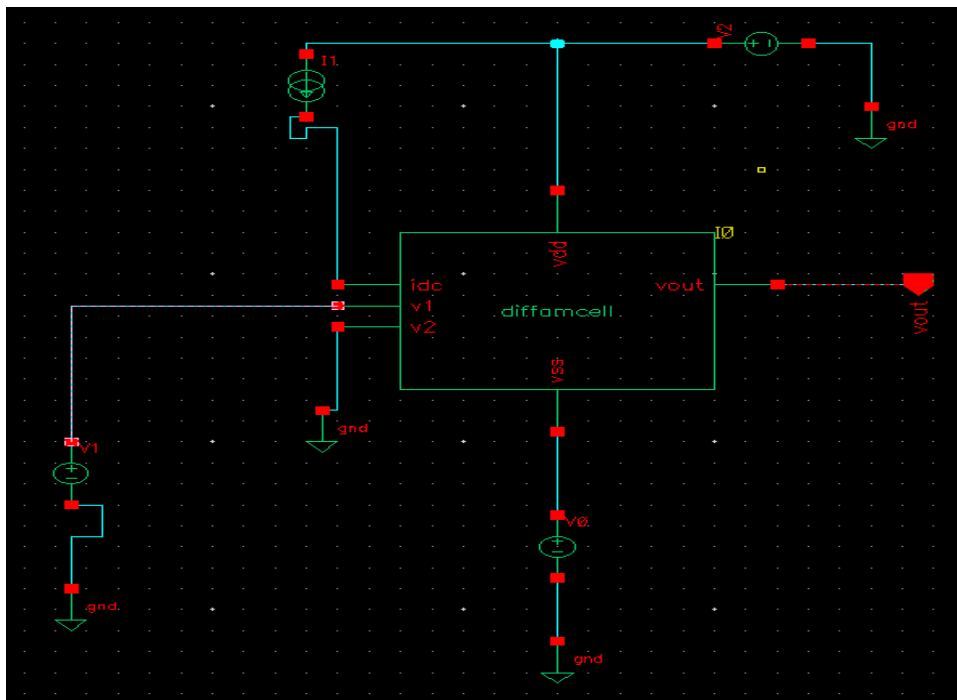 I1
V2
gnd
I0
vdd
idc
vout
v1
diffamcell
v2
vout
vss
gnd
V1
V0
gnd
gnd